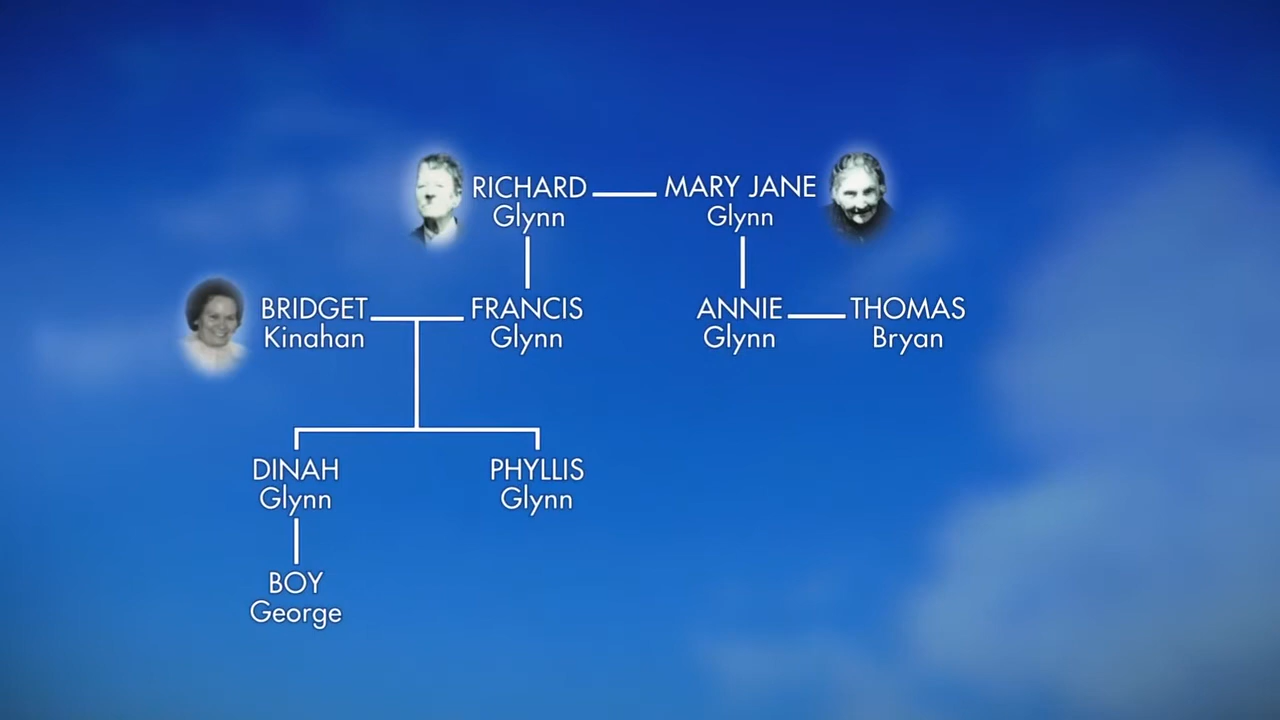 RICHARD
Glynn
MARY JANE
Glynn
BRIDGET
Kinahan
FRANCIS
Glynn
ANNIE
Glynn
THOMAS
Bryan
DINAH
Glynn
PHYLLIS
Glynn
BOY
George